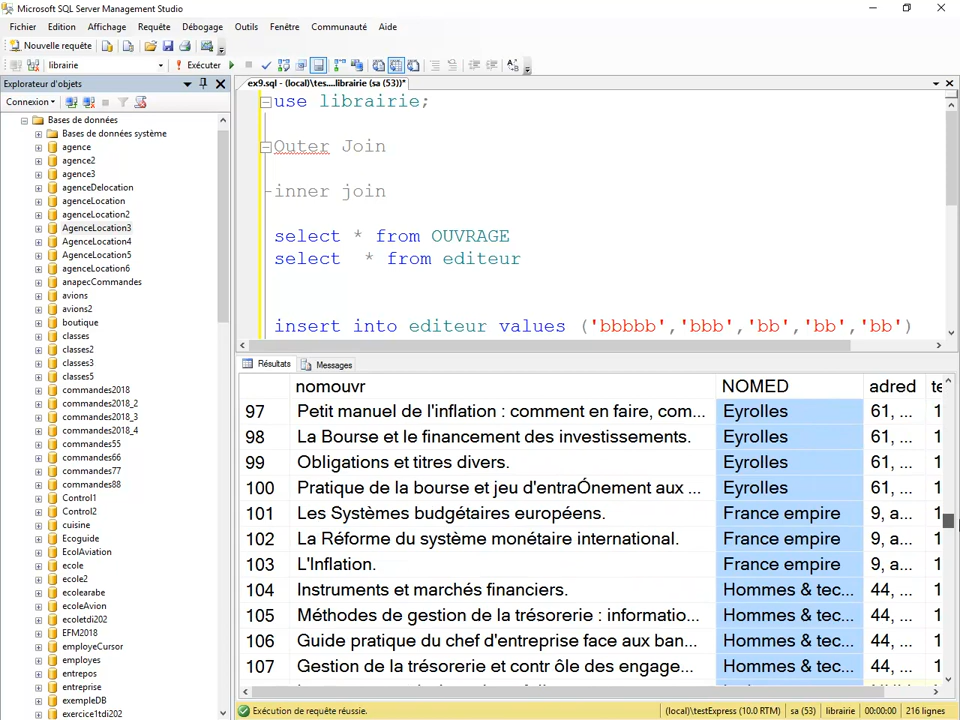 Microsoft SQL Server Management Studio
Fichier Edition Affichage Requête Débogage Outils Fenêtre Communauté Aide
Nouvelle requête
librairie Exécuter
Explorateur d'objets
ex9.sql - (local)\tes....librairie (sa (53))*
Connexion
Bases de données
Bases de données système
agence
agence2
agence3
agenceDelocation
agenceLocation
agenceLocation2
AgenceLocation3
AgenceLocation4
AgenceLocation5
agenceLocation6
anapecCommandes
avions
avions2
boutique
classes
classes2
classes3
classes5
commandes2018
commandes2018_2
commandes2018_3
commandes2018_4
commandes55
commandes66
commandes77
commandes88
Control1
Control2
cuisine
Ecoguide
EcolAviation
ecole
ecole2
ecolearabe
ecoleAvion
ecoletdi202
EFM2018
employeCursor
employes
entrepos
entreprise
exempleDB
exercice1tdi202
use librairie;
Outer Join
inner join
select * from OUVRAGE
select * from editeur
insert into editeur values ('bbbbb','bbb','bb','bb','bb')
Résultats Messages
nomouvr NOMED adred te
97 Petit manuel de l'inflation : comment en faire, com... Eyrolles 61, ... 1
98 La Bourse et le financement des investissements. Eyrolles 61, ... 1
99 Obligations et titres divers. Eyrolles 61, ... 1
100 Pratique de la bourse et jeu d'entraÓnement aux ... Eyrolles 61, ... 1
101 Les Systèmes budgétaires européens. France empire 9, a... 1
102 La Réforme du système monétaire international. France empire 9, a... 1
103 L'Inflation. France empire 9, a... 1
104 Instruments et marchés financiers. Hommes & tec... 44, ... 1
105 Méthodes de gestion de la trésorerie : informatio... Hommes & tec... 44, ... 1
106 Guide pratique du chef d'entreprise face aux ban... Hommes & tec... 44, ... 1
107 Gestion de la trésorerie et contr ôle des engage... Hommes & tec... 44, ... 1
Exécution de requête réussie. (local)\testExpress (10.0 RTM) sa (53) librairie 00:00:00 216 lignes